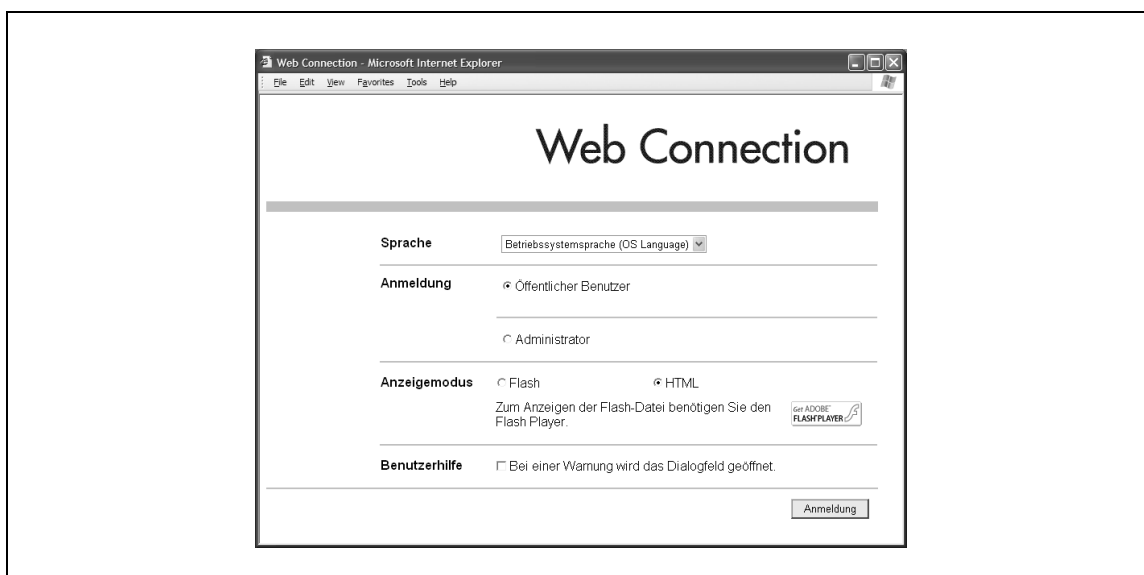 Web Connection - Microsoft Internet Explorer
File Edit View Favorites Tools Help
Web Connection
Sprache Betriebssystemsprache (OS Language)
Anmeldung Öffentlicher Benutzer
Administrator
Anzeigemodus Flash HTML
Zum Anzeigen der Flash-Datei benötigen Sie den
Flash Player.
Get ADOBE
FLASH PLAYER
Benutzerhilfe Bei einer Warnung wird das Dialogfeld geöffnet.
Anmeldung